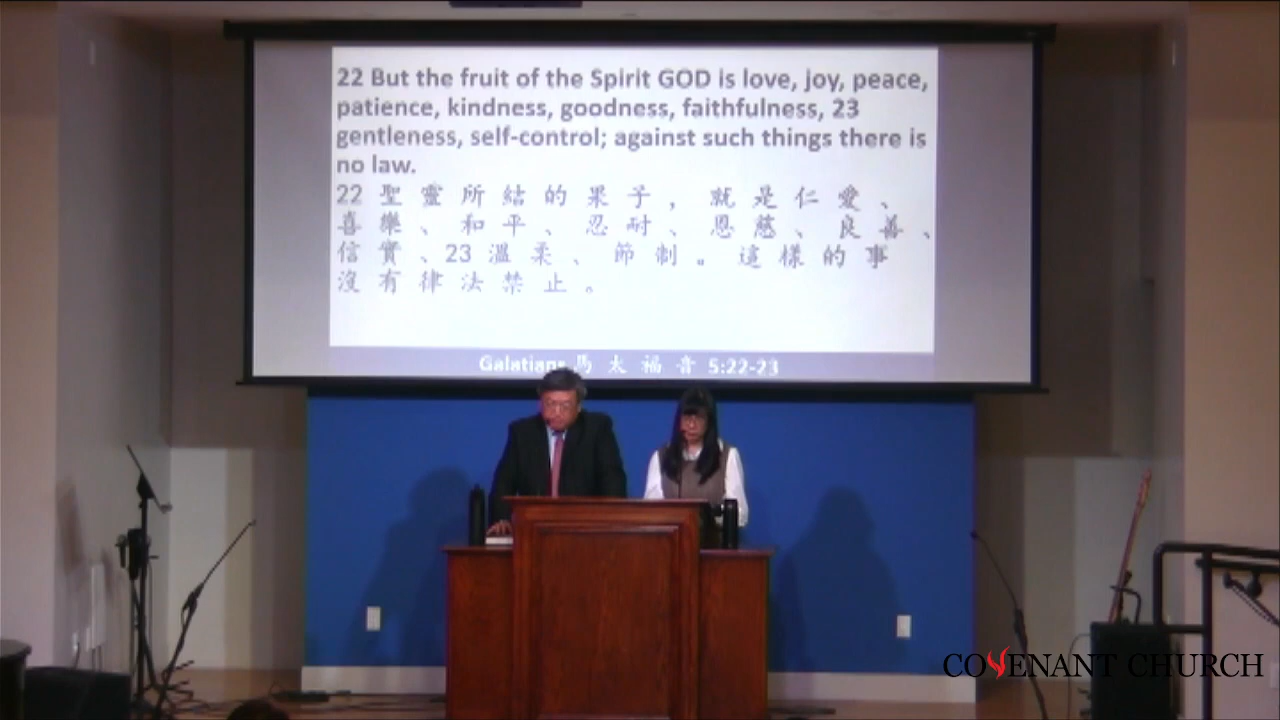 22 But the fruit of the Spirit GOD is love, joy, peace,
patience, kindness, goodness, faithfulness, 23
gentleness, self-control; against such things there is
no law.
22 聖 靈 所 結 的 果 子 ， 就 是 仁 愛 、
喜 樂 、 和 平 、 忍 耐 、 恩 慈 、 良 善 、
信 實 、23 溫 柔 、 節 制 。 這 樣 的 事
沒 有 律 法 禁 止 。
Galatians 馬 太 福 音 5:22-23
COVENANT CHURCH